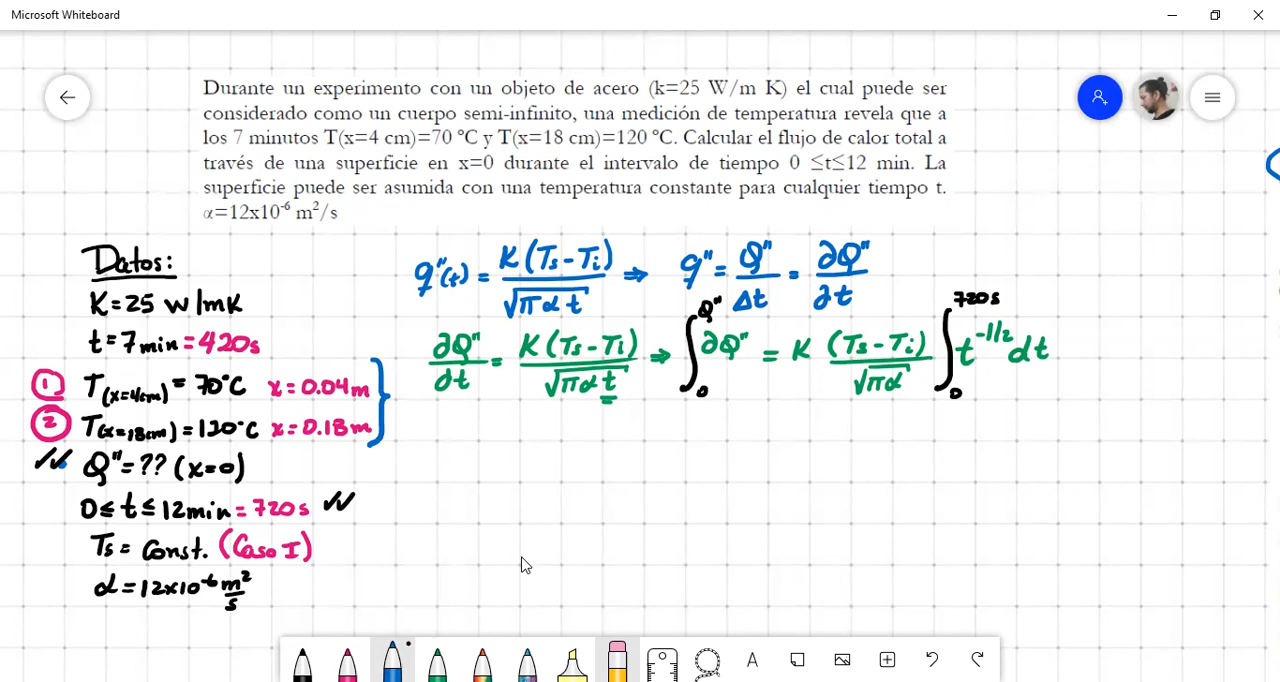 Microsoft Whiteboard
Durante un experimento con un objeto de acero (k=25 W/m K) el cual puede ser
considerado como un cuerpo semi-infinito, una medición de temperatura revela que a
los 7 minutos T(x=4 cm)=70 °C y T(x=18 cm)=120 °C. Calcular el flujo de calor total a
través de una superficie en x=0 durante el intervalo de tiempo 0 ≤t≤12 min. La
superficie puede ser asumida con una temperatura constante para cualquier tiempo t.
α=12x10⁻⁶ m²/s
Datos:
K=25 W/mK
t=7min=420s
① T(x=4cm)=70°C x=0.04m
② T(x=18cm)=120°C x=0.18m
Q"=?? (x=0)
0≤t≤12min=720s
Ts=Const. (Caso I)
α=12x10⁻⁶ m²/s
q"(t)=K(Ts-Ti)/√(παt) ⇒ q"=Q"/Δt=∂Q"/∂t
∂Q"/∂t=K(Ts-Ti)/√(παt) ⇒ ∫₀^Q" ∂Q"=K (Ts-Ti)/√(πα) ∫₀^720s t^(-1/2) dt
A